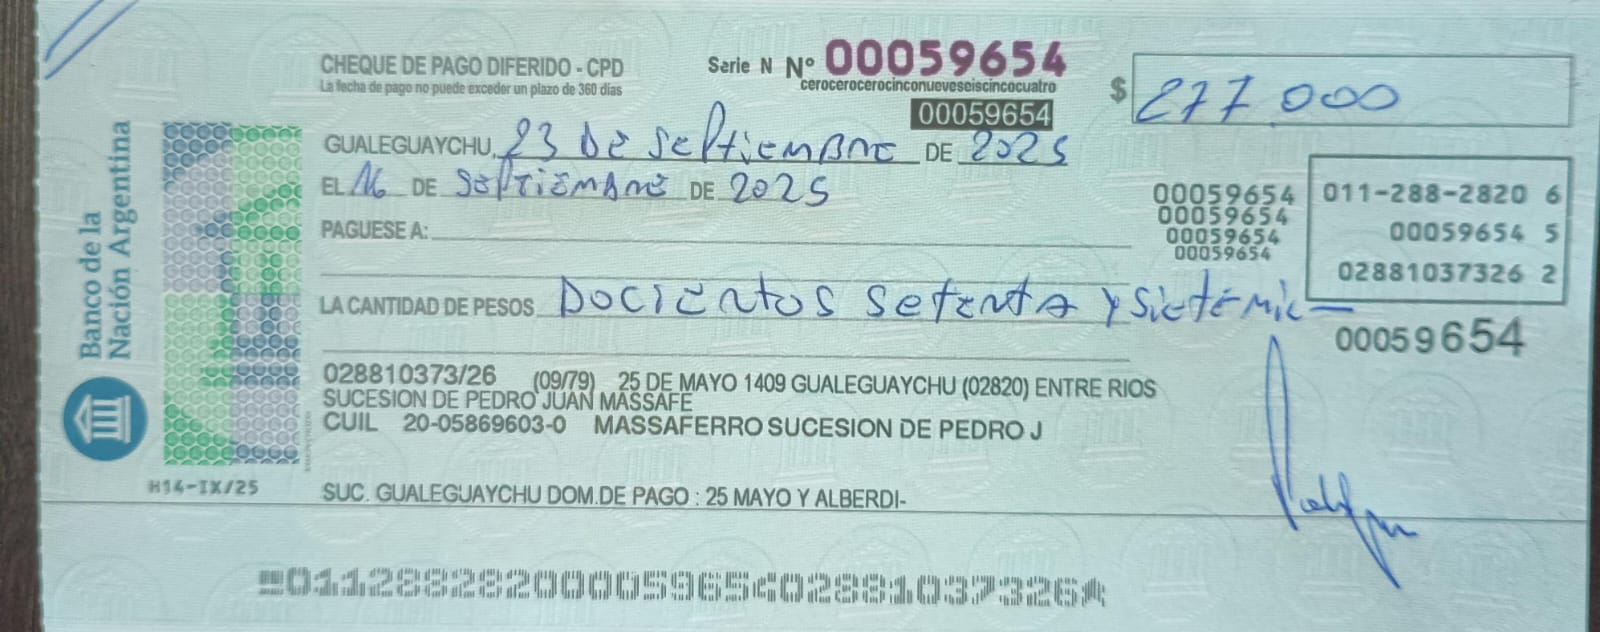 CHEQUE DE PAGO DIFERIDO - CPD
La fecha de pago no puede exceder un plazo de 360 días
Serie N Nº 00059654
cerocerocerocinconueveseiscincocuatro
00059654
$ 277.000
GUALEGUAYCHU, 23 De Septiembre DE 2025
EL 16 DE Septiembre DE 2025
PAGUESE A:
00059654
00059654
00059654
00059654
011-288-2820 6
00059654 5
02881037326 2
LA CANTIDAD DE PESOS Docientos Setenta y Siete mil
00059654
028810373/26 (09/79) 25 DE MAYO 1409 GUALEGUAYCHU (02820) ENTRE RIOS
SUCESION DE PEDRO JUAN MASSAFE
CUIL 20-05869603-0 MASSAFERRO SUCESION DE PEDRO J
SUC. GUALEGUAYCHU DOM.DE PAGO : 25 MAYO Y ALBERDI-
Banco de la
Nación Argentina
H14-IX/25
01128828200005965402881037326